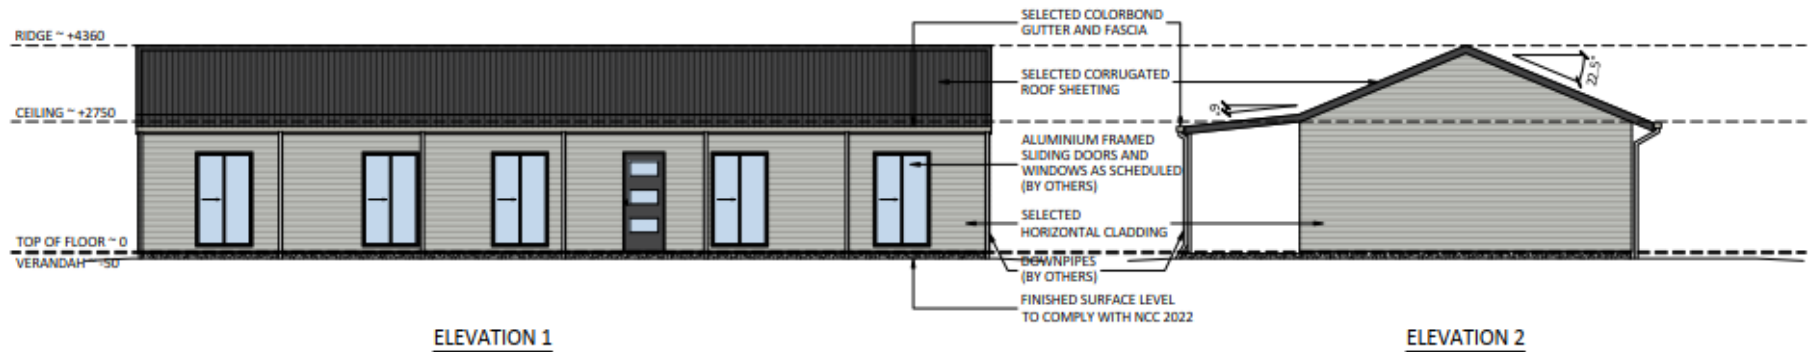 RIDGE ~ +4360
CEILING ~ +2750
TOP OF FLOOR ~ 0
VERANDAH ~ -50
SELECTED COLORBOND
GUTTER AND FASCIA
SELECTED CORRUGATED
ROOF SHEETING
ALUMINIUM FRAMED
SLIDING DOORS AND
WINDOWS AS SCHEDULED
(BY OTHERS)
SELECTED
HORIZONTAL CLADDING
DOWNPIPES
(BY OTHERS)
FINISHED SURFACE LEVEL
TO COMPLY WITH NCC 2022
22.5°
ELEVATION 1
ELEVATION 2